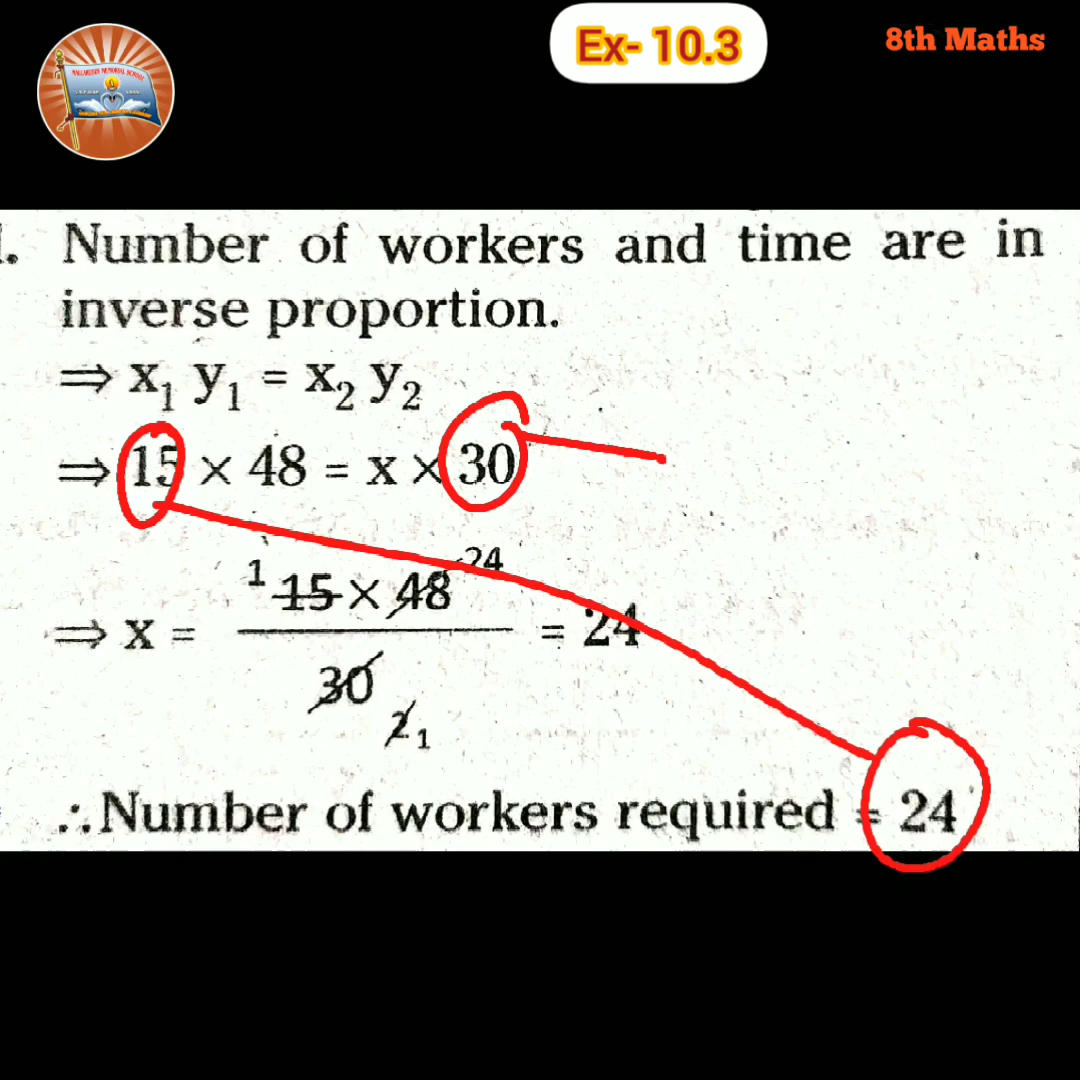 Ex- 10.3
8th Maths
Number of workers and time are in
inverse proportion.
⇒ x₁ y₁ = x₂ y₂
⇒ 15 × 48 = x × 30
1 15 × 48 24
⇒ x = = 24
30
2 1
∴ Number of workers required = 24